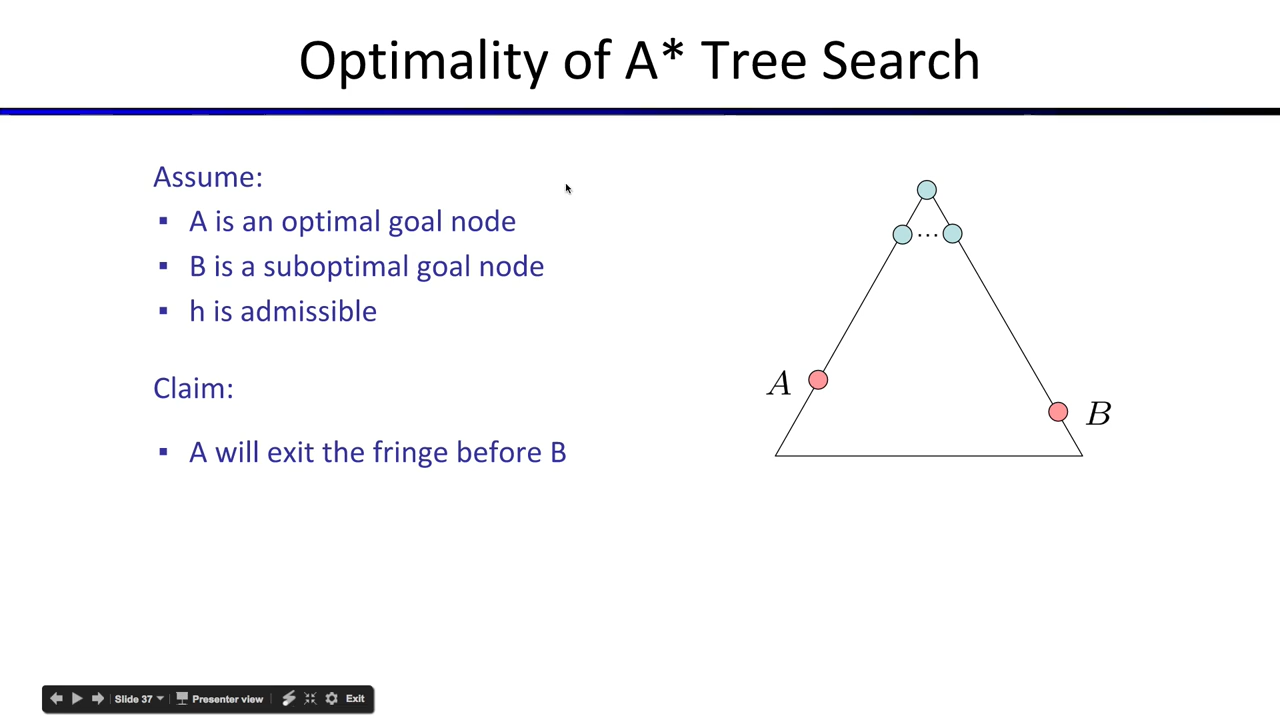 Optimality of A* Tree Search
Assume:
▪ A is an optimal goal node
▪ B is a suboptimal goal node
▪ h is admissible
Claim:
▪ A will exit the fringe before B
...
A
B
Slide 37
Presenter view
Exit